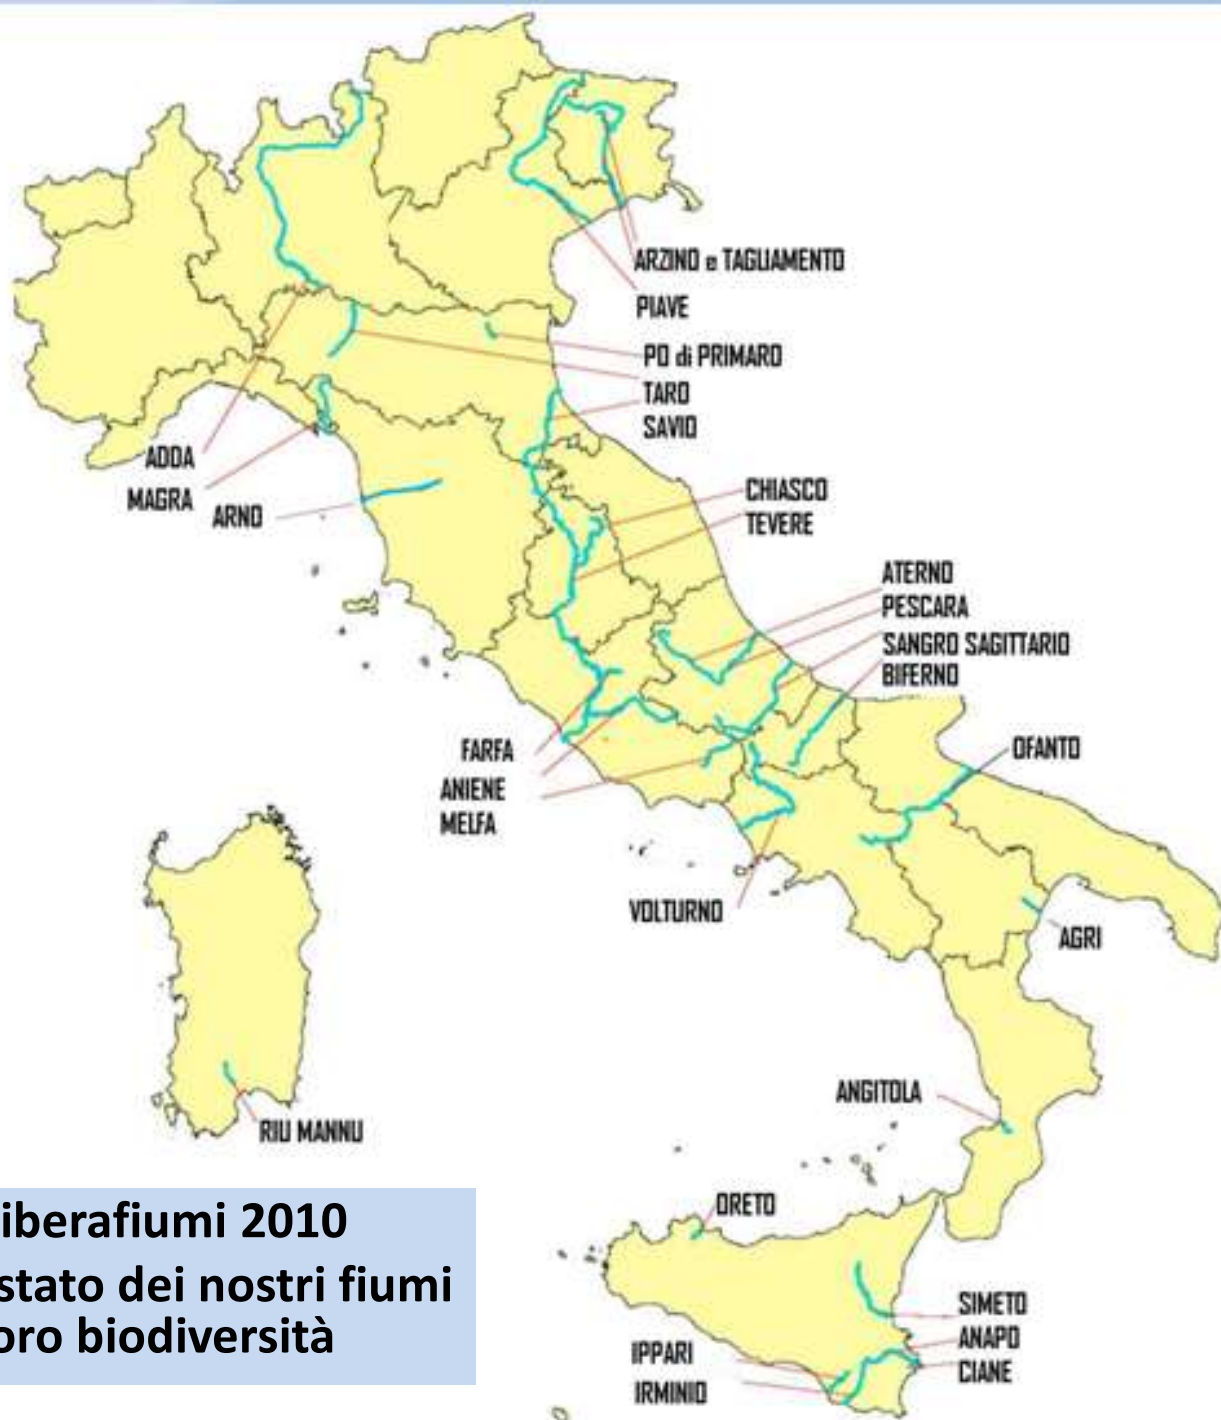 ARZINO e TAGLIAMENTO
PIAVE
PO di PRIMARO
TARO
SAVIO
ADDA
MAGRA
ARNO
CHIASCO
TEVERE
ATERNO
PESCARA
SANGRO SAGITTARIO
BIFERNO
FARFA
ANIENE
MELFA
OFANTO
VOLTURNO
AGRI
RIU MANNU
ANGITOLA
ORETO
SIMETO
ANAPO
CIANE
IPPARI
IRMINIO
iberafiumi 2010
stato dei nostri fiumi
oro biodiversità